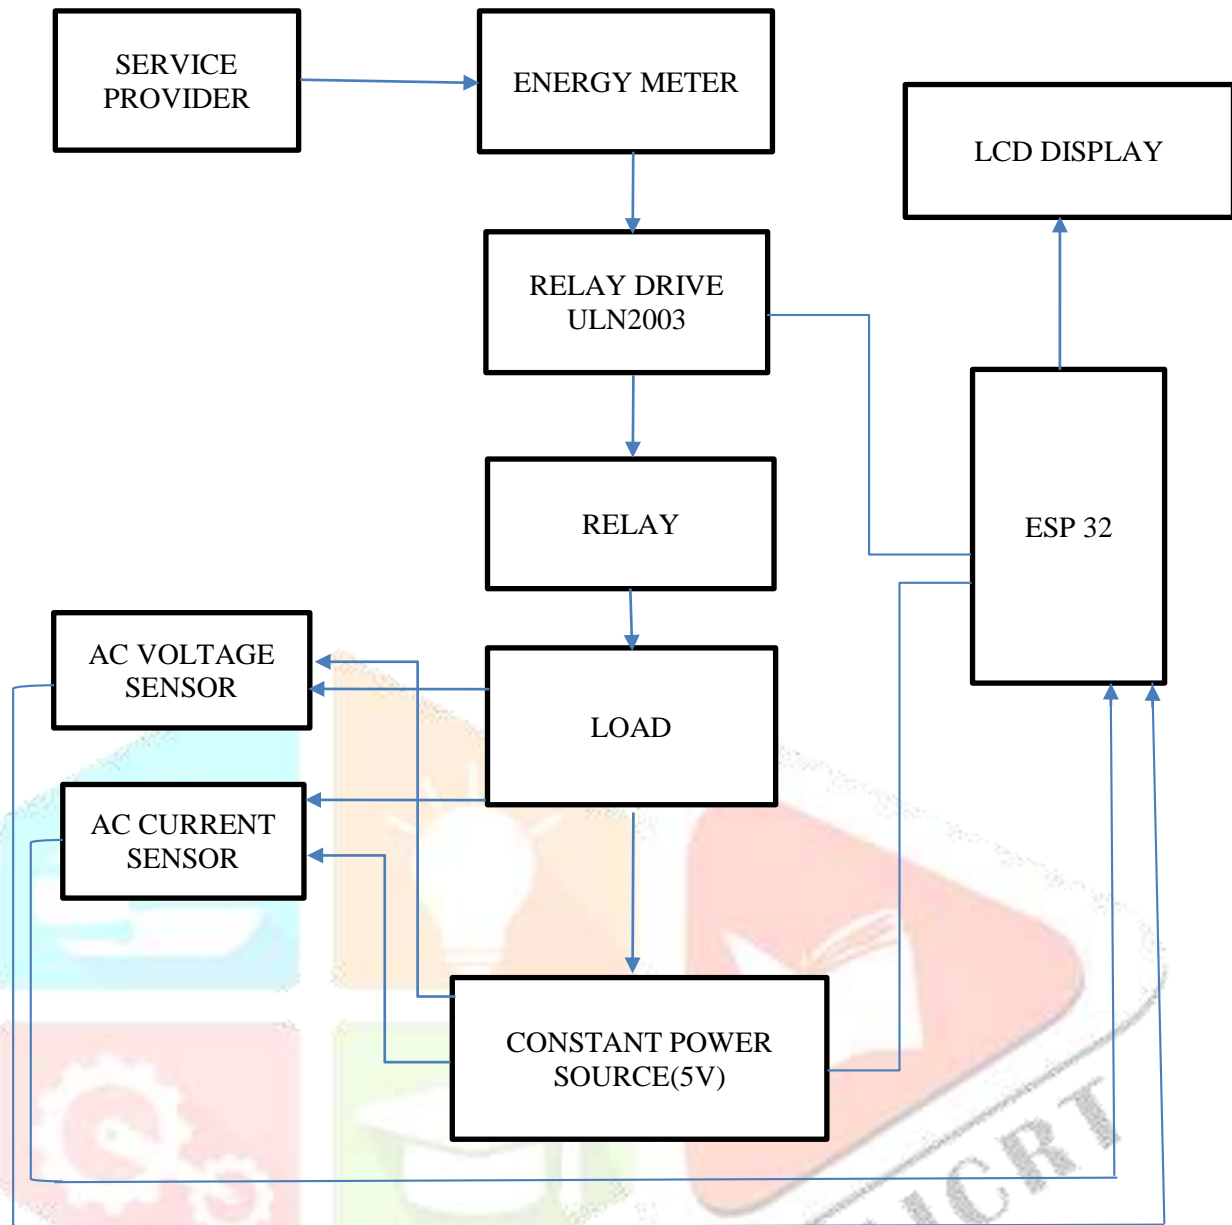 SERVICE
PROVIDER
ENERGY METER
LCD DISPLAY
RELAY DRIVE
ULN2003
RELAY
ESP 32
AC VOLTAGE
SENSOR
LOAD
AC CURRENT
SENSOR
CONSTANT POWER
SOURCE(5V)
IJCRT